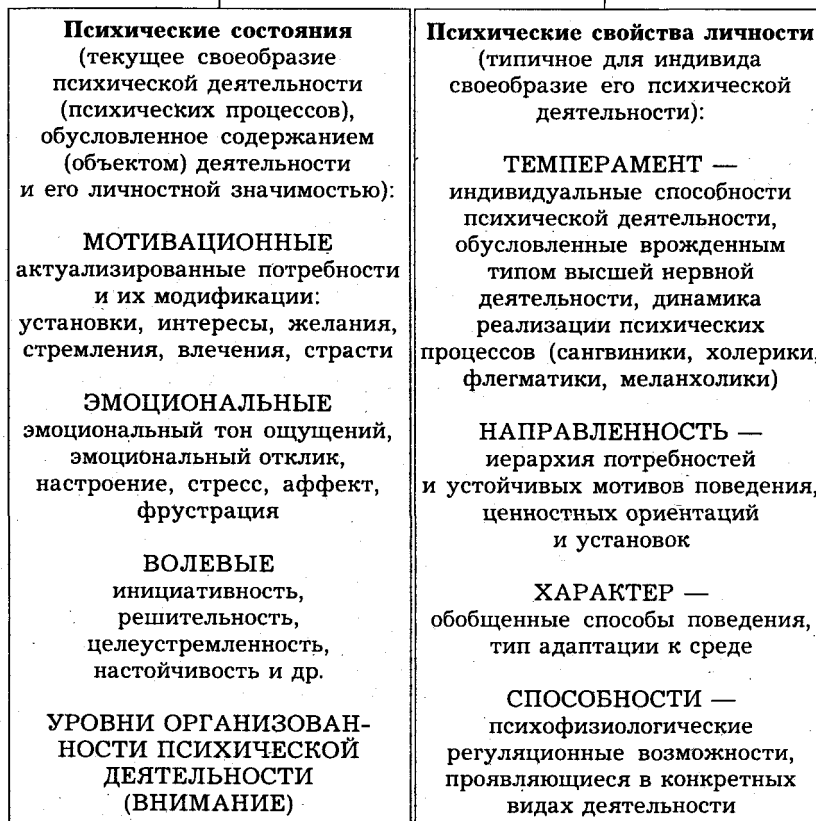 Психические состояния
(текущее своеобразие
психической деятельности
(психических процессов),
обусловленное содержанием
(объектом) деятельности
и его личностной значимостью):
МОТИВАЦИОННЫЕ
актуализированные потребности
и их модификации:
установки, интересы, желания,
стремления, влечения, страсти
ЭМОЦИОНАЛЬНЫЕ
эмоциональный тон ощущений,
эмоциональный отклик,
настроение, стресс, аффект,
фрустрация
ВОЛЕВЫЕ
инициативность,
решительность,
целеустремленность,
настойчивость и др.
УРОВНИ ОРГАНИЗОВАН-
НОСТИ ПСИХИЧЕСКОЙ
ДЕЯТЕЛЬНОСТИ
(ВНИМАНИЕ)
Психические свойства личности
(типичное для индивида
своеобразие его психической
деятельности):
ТЕМПЕРАМЕНТ —
индивидуальные способности
психической деятельности,
обусловленные врожденным
типом высшей нервной
деятельности, динамика
реализации психических
процессов (сангвиники, холерики,
флегматики, меланхолики)
НАПРАВЛЕННОСТЬ —
иерархия потребностей
и устойчивых мотивов поведения,
ценностных ориентаций
и установок
ХАРАКТЕР —
обобщенные способы поведения,
тип адаптации к среде
СПОСОБНОСТИ —
психофизиологические
регуляционные возможности,
проявляющиеся в конкретных
видах деятельности